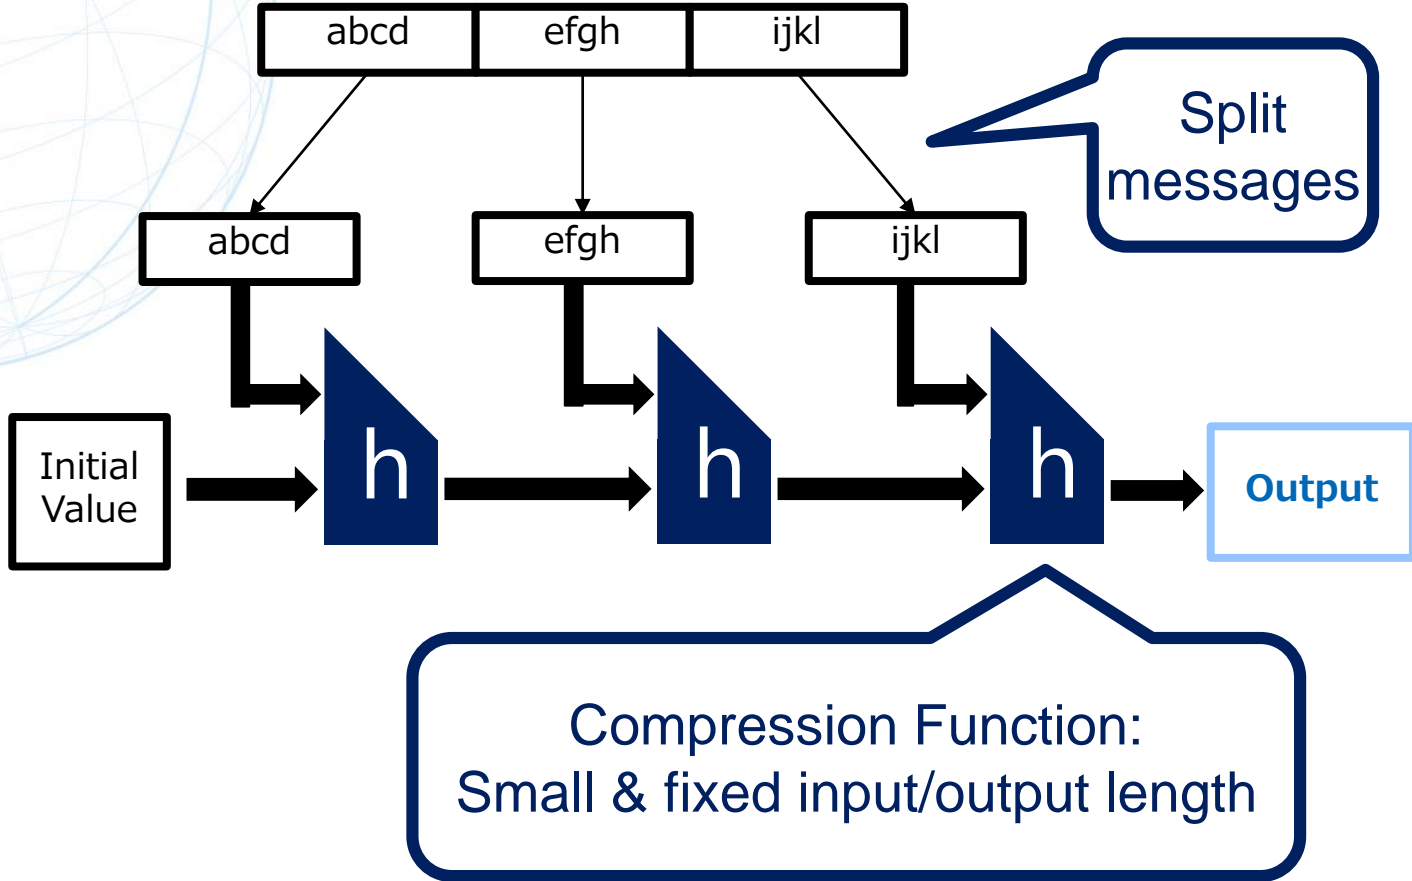 abcd efgh ijkl
Split
messages
abcd efgh ijkl
h h h
Initial
Value
Output
Compression Function:
Small & fixed input/output length